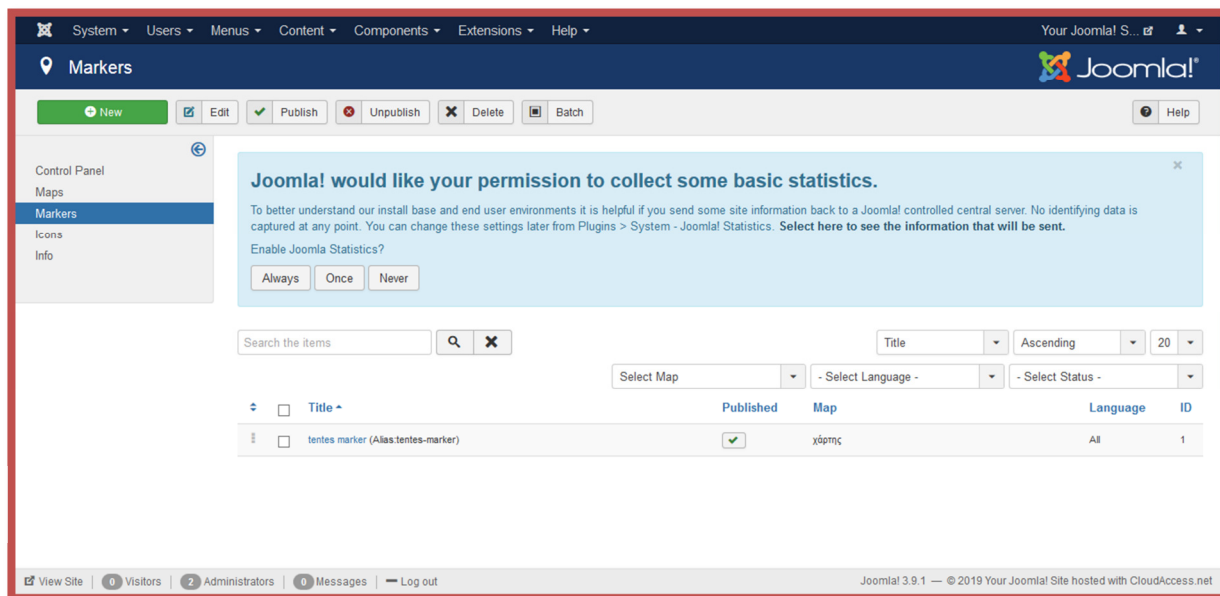 System Users Menus Content Components Extensions Help Your Joomla! S...
Markers Joomla!®
New Edit Publish Unpublish Delete Batch Help
Control Panel
Maps
Markers
Icons
Info
Joomla! would like your permission to collect some basic statistics.
To better understand our install base and end user environments it is helpful if you send some site information back to a Joomla! controlled central server. No identifying data is
captured at any point. You can change these settings later from Plugins > System - Joomla! Statistics. Select here to see the information that will be sent.
Enable Joomla Statistics?
Always Once Never
Search the items Title Ascending 20
Select Map - Select Language - - Select Status -
Title Published Map Language ID
tentes marker (Alias:tentes-marker) χάρτης All 1
View Site | 0 Visitors | 2 Administrators | 0 Messages | Log out Joomla! 3.9.1 — © 2019 Your Joomla! Site hosted with CloudAccess.net